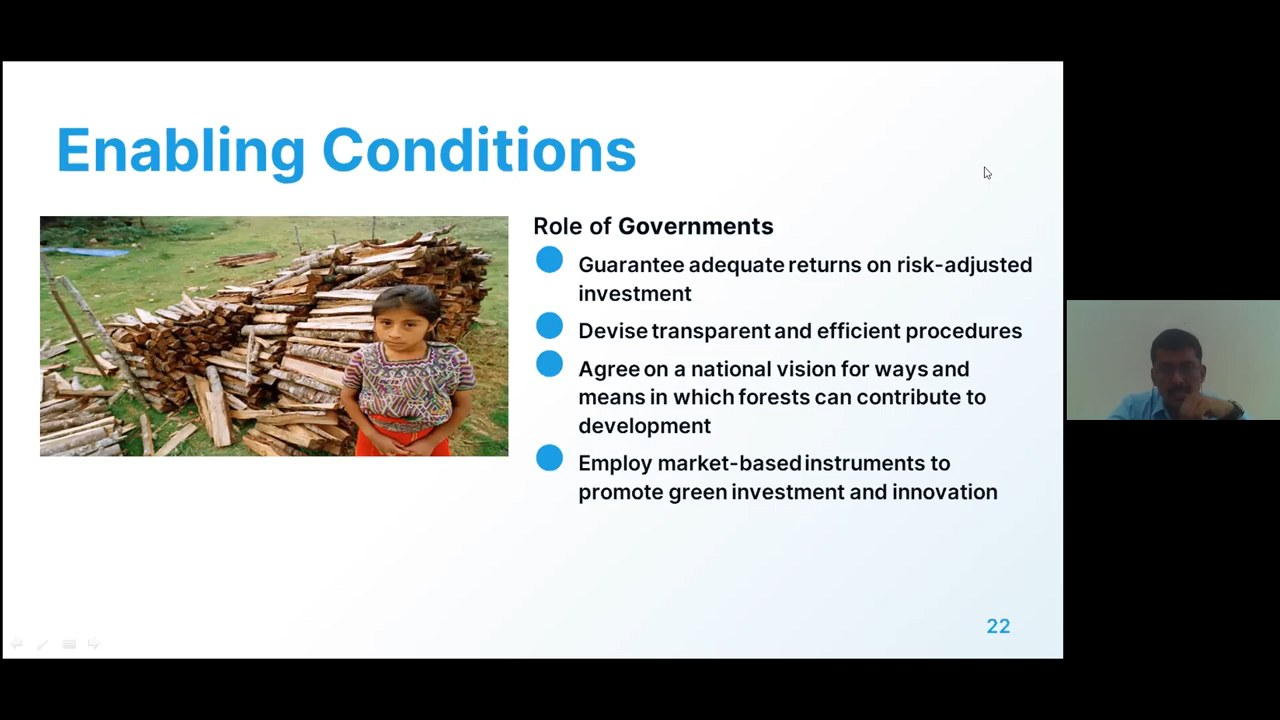 Enabling Conditions
Role of Governments
Guarantee adequate returns on risk-adjusted
investment
Devise transparent and efficient procedures
Agree on a national vision for ways and
means in which forests can contribute to
development
Employ market-based instruments to
promote green investment and innovation
22